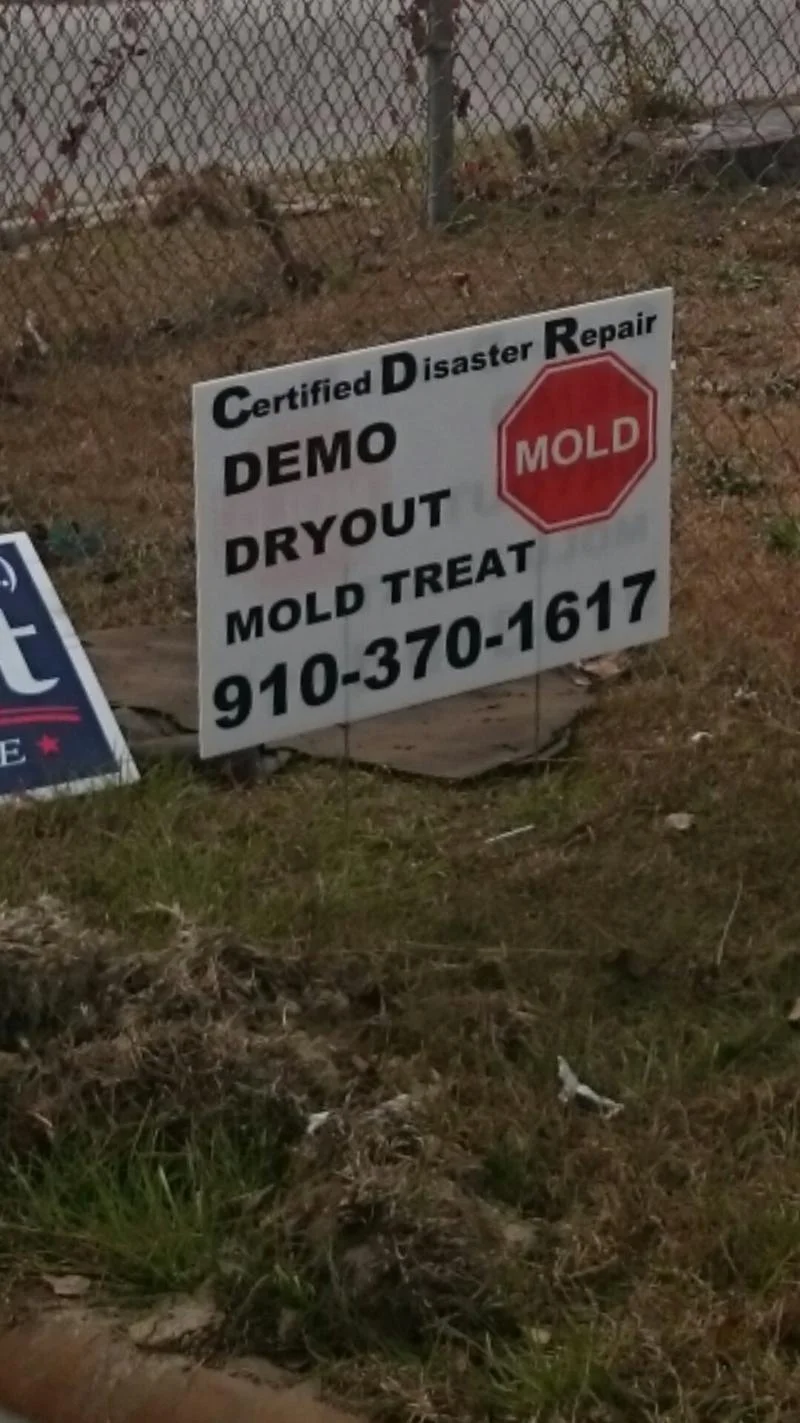 Certified Disaster Repair
DEMO
MOLD
DRYOUT
MOLD TREAT
910-370-1617